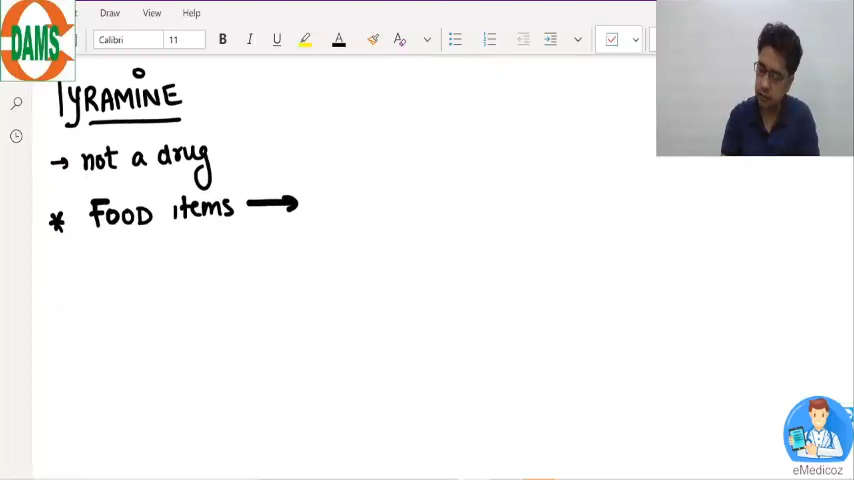 DAMS
Draw View Help
Calibri 11 B I U A A
TyRAMINE
→ not a drug
* FOOD items →
eMedicoz